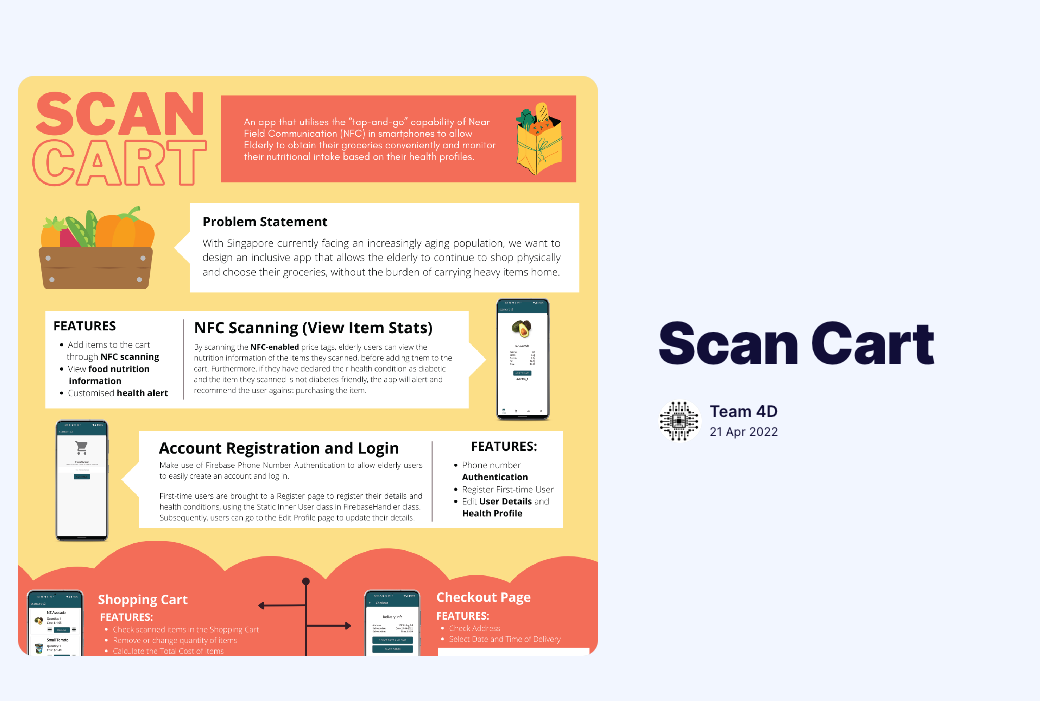 SCAN
CART
An app that utilises the "tap-and-go" capability of Near
Field Communication (NFC) in smartphones to allow
Elderly to obtain their groceries conveniently and monitor
their nutritional intake based on their health profiles.
Problem Statement
With Singapore currently facing an increasingly aging population, we want to
design an inclusive app that allows the elderly to continue to shop physically
and choose their groceries, without the burden of carrying heavy items home.
FEATURES
• Add items to the cart
through NFC scanning
• View food nutrition
information
• Customised health alert
NFC Scanning (View Item Stats)
By scanning the NFC-enabled price tags, elderly users can view the
nutrition information of the items they scanned, before adding them to the
cart. Furthermore, if they have declared their health condition as diabetic
and the item they scanned is not diabetes-friendly, the app will alert and
recommend the user against purchasing the item.
Account Registration and Login
Make use of Firebase Phone Number Authentication to allow elderly users
to easily create an account and log in.
First-time users are brought to a Register page to register their details and
health conditions, using the Static Inner User class in FirebaseHandler class.
Subsequently, users can go to the Edit Profile page to update their details.
FEATURES:
• Phone number
Authentication
• Register First-time User
• Edit User Details and
Health Profile
Shopping Cart
FEATURES:
• Check scanned items in the Shopping Cart
• Remove or change quantity of items
• Calculate the Total Cost of items
Checkout Page
FEATURES:
• Check Address
• Select Date and Time of Delivery
Scan Cart
Team 4D
21 Apr 2022